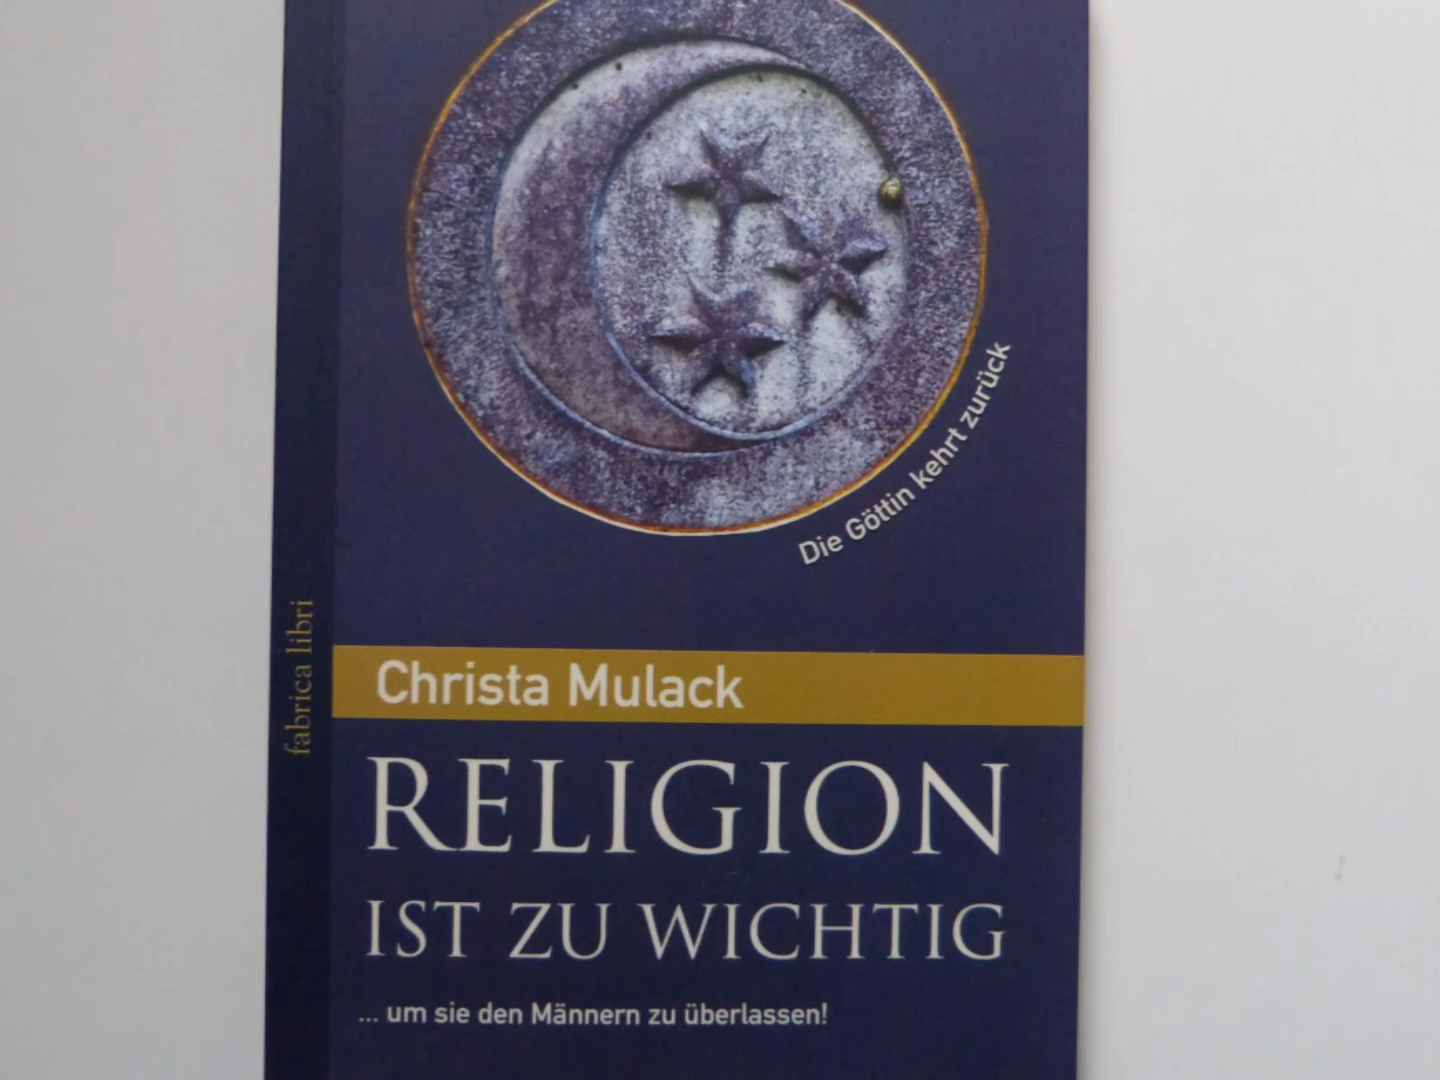 Die Göttin kehrt zurück
fabrica libri
Christa Mulack
RELIGION
IST ZU WICHTIG
... um sie den Männern zu überlassen!